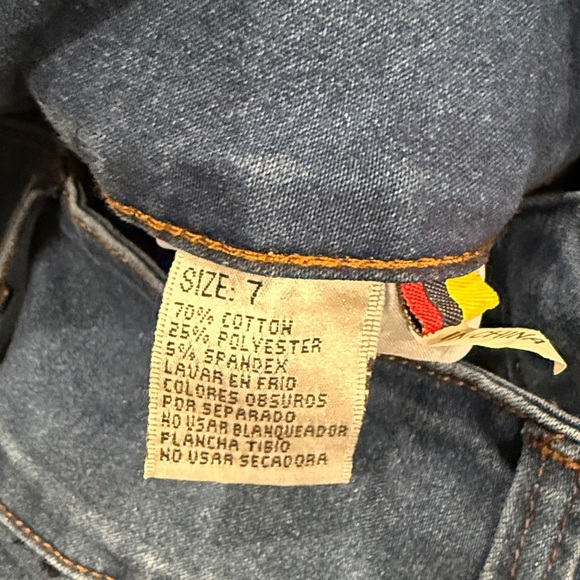 SIZE: 7
70% COTTON
25% POLYESTER
5% SPANDEX
LAVAR EN FRIO
COLORES OBSUROS
POR SEPARADO
NO USAR BLANQUEADOR
PLANCHA TIBIO
NO USAR SECADORA
CHINA